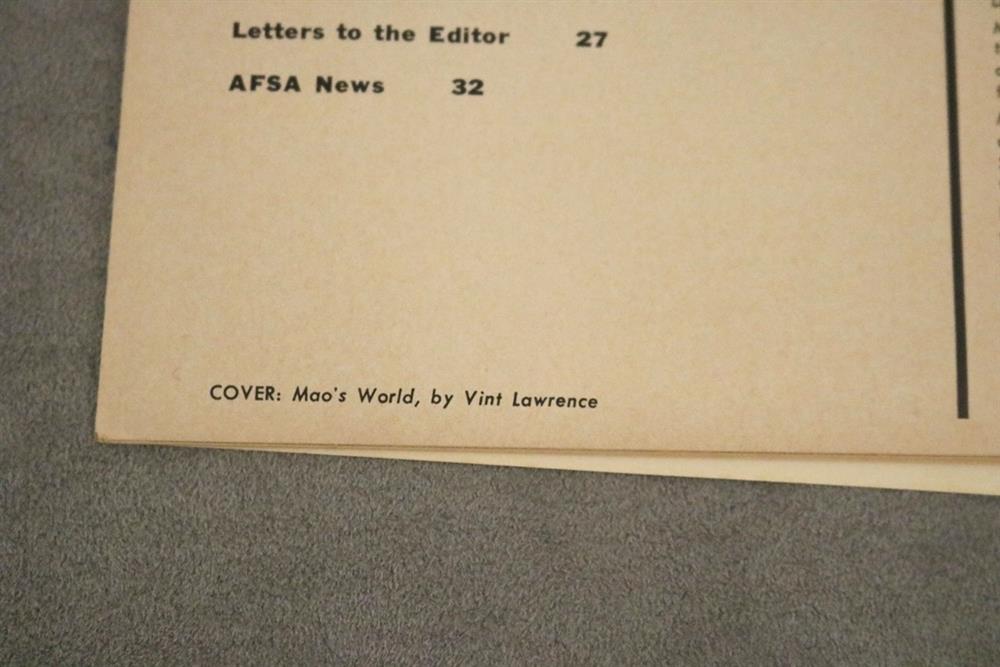 Letters to the Editor 27
AFSA News 32
COVER: Mao's World, by Vint Lawrence